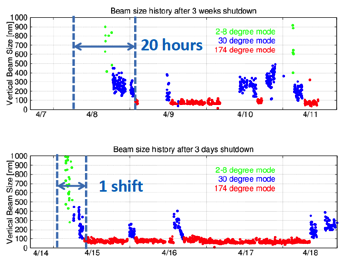 Beam size history after 3 weeks shutdown
Vertical Beam Size [nm]
1000
900
800
700
600
500
400
300
200
100
0
2-8 degree mode
30 degree mode
174 degree mode
20 hours
4/7 4/8 4/9 4/10 4/11
Beam size history after 3 days shutdown
Vertical Beam Size [nm]
1000
900
800
700
600
500
400
300
200
100
0
2-8 degree mode
30 degree mode
174 degree mode
1 shift
4/14 4/15 4/16 4/17 4/18